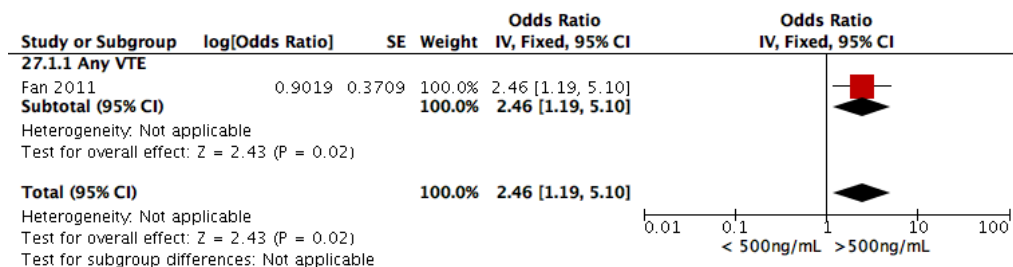 Odds Ratio Odds Ratio
Study or Subgroup log[Odds Ratio] SE Weight IV, Fixed, 95% CI IV, Fixed, 95% CI
27.1.1 Any VTE
Fan 2011 0.9019 0.3709 100.0% 2.46 [1.19, 5.10]
Subtotal (95% CI) 100.0% 2.46 [1.19, 5.10]
Heterogeneity: Not applicable
Test for overall effect: Z = 2.43 (P = 0.02)
Total (95% CI) 100.0% 2.46 [1.19, 5.10]
Heterogeneity: Not applicable
Test for overall effect: Z = 2.43 (P = 0.02)
Test for subgroup differences: Not applicable
0.01 0.1 1 10 100
< 500ng/mL >500ng/mL